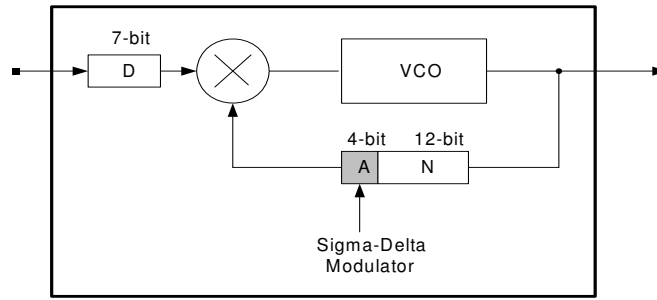 7-bit
D
VCO
4-bit 12-bit
A N
Sigma-Delta
Modulator